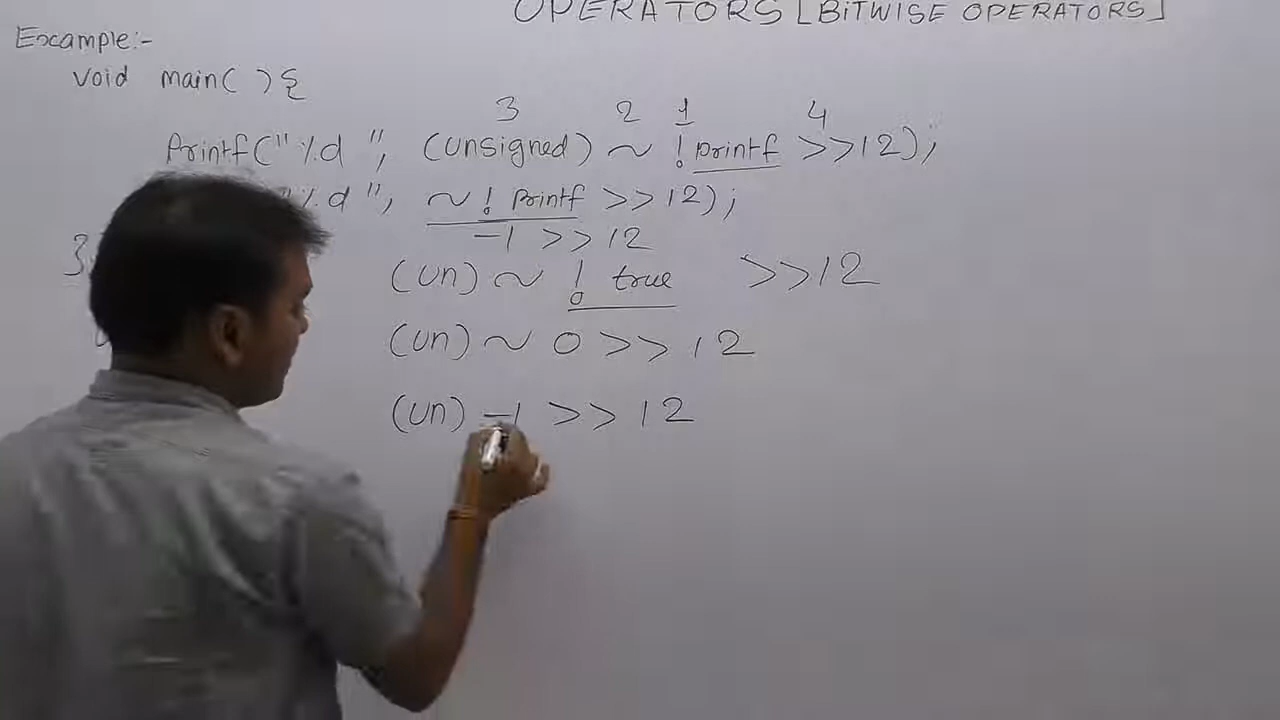 OPERATORS [BITWISE OPERATORS]
Example:-
void main( ) {
3 2 1 4
Printf("%d ", (unsigned) ~ ! printf >>12);
"%d ", ~ ! Printf >> 12);
-1 >> 12
(un) ~ ! true >>12
(un) ~ 0 >> 12
(un) -1 >> 12